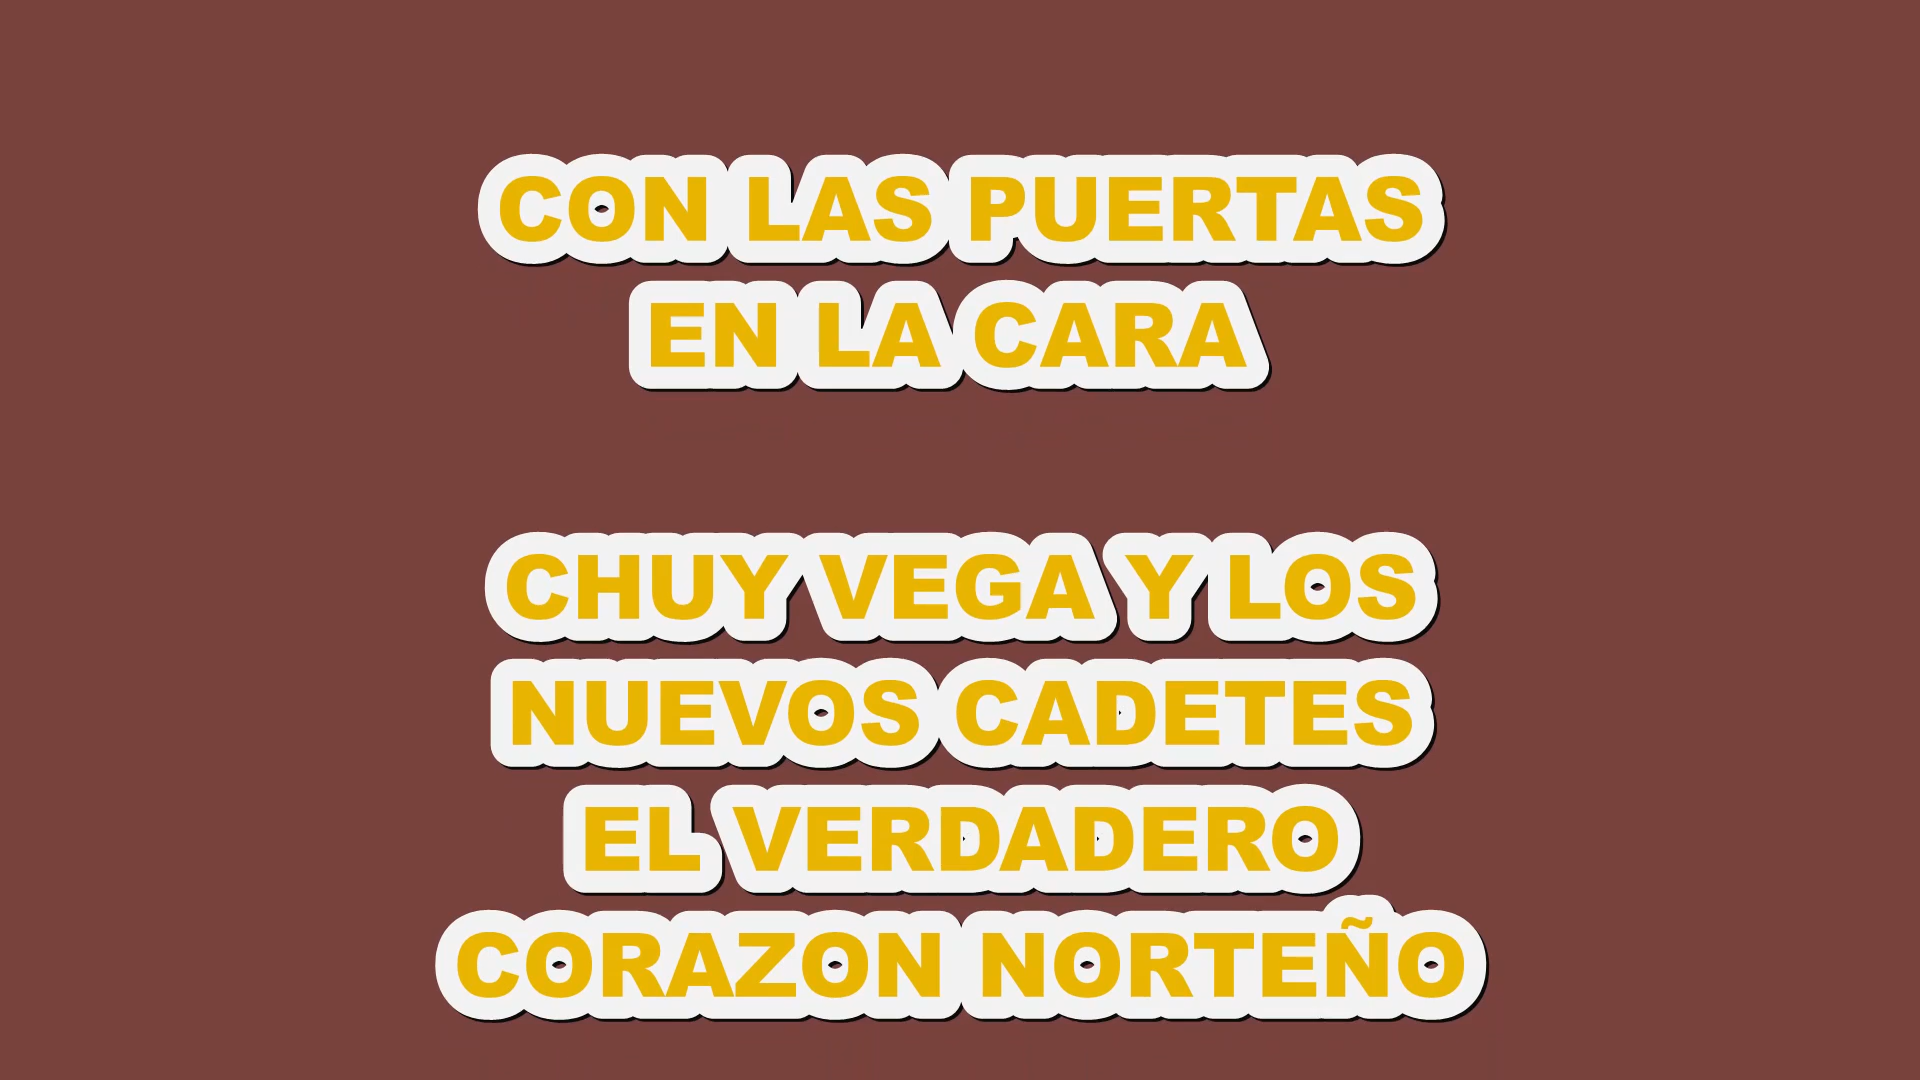 CON LAS PUERTAS
EN LA CARA
CHUY VEGA Y LOS
NUEVOS CADETES
EL VERDADERO
CORAZON NORTEÑO